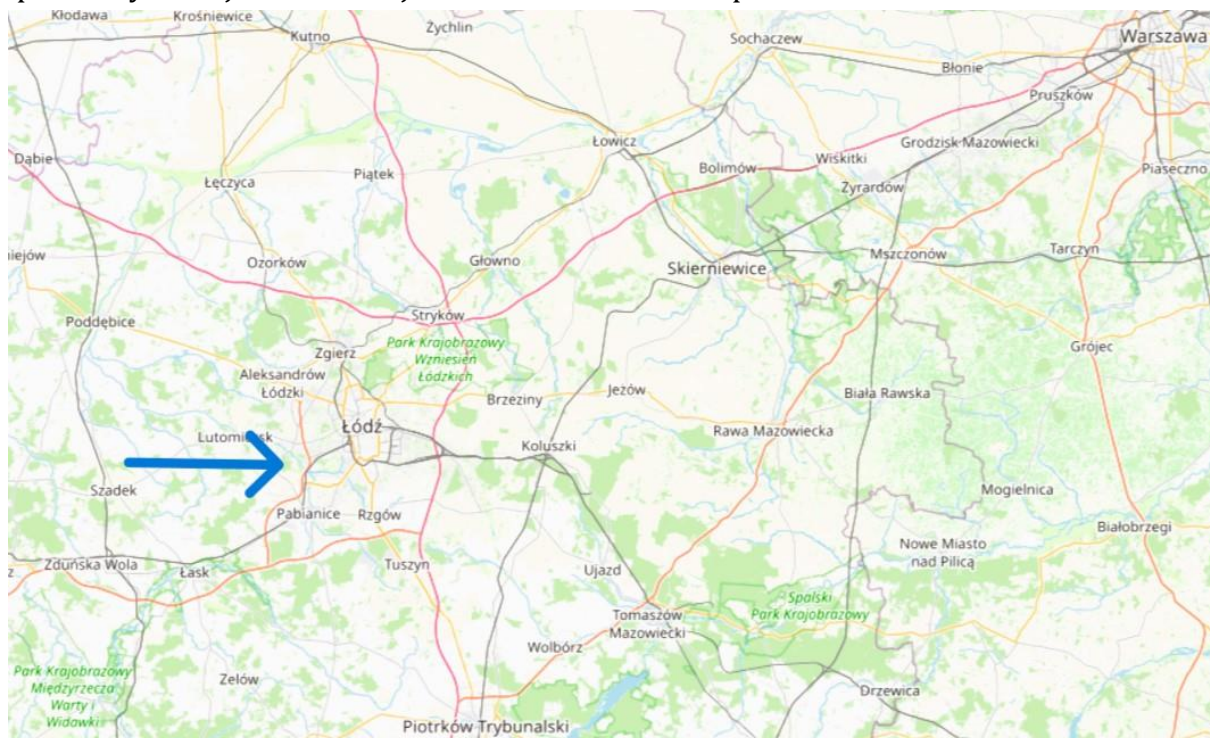 Kłodawa
Krośniewice
Kutno
Żychlin
Sochaczew
Warszawa
Błonie
Pruszków
Łowicz
Grodzisk Mazowiecki
Dąbie
Łęczyca
Piątek
Bolimów
Wiskitki
Żyrardów
Piaseczno
Ozorków
Głowno
Skierniewice
Mszczonów
Tarczyn
Poddębice
Stryków
Zgierz
Park Krajobrazowy
Wzniesień
Łódzkich
Grójec
Aleksandrów
Łódzki
Brzeziny
Jeżów
Biała Rawska
Łódź
Koluszki
Rawa Mazowiecka
Szadek
Mogielnica
Pabianice
Rzgów
Białobrzegi
Nowe Miasto
nad Pilicą
Zduńska Wola
Łask
Tuszyn
Ujazd
Spalski
Park Krajobrazowy
Tomaszów
Mazowiecki
Wolbórz
Park Krajobrazowy
Międzyrzecza
Warty i
Widawki
Zelów
Drzewica
Piotrków Trybunalski